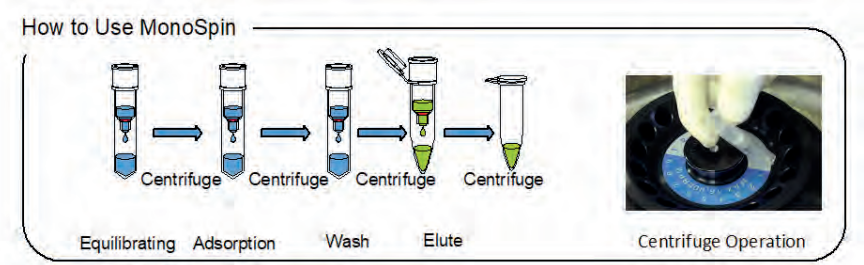 How to Use MonoSpin
Centrifuge Centrifuge Centrifuge Centrifuge
Equilibrating Adsorption Wash Elute
Centrifuge Operation